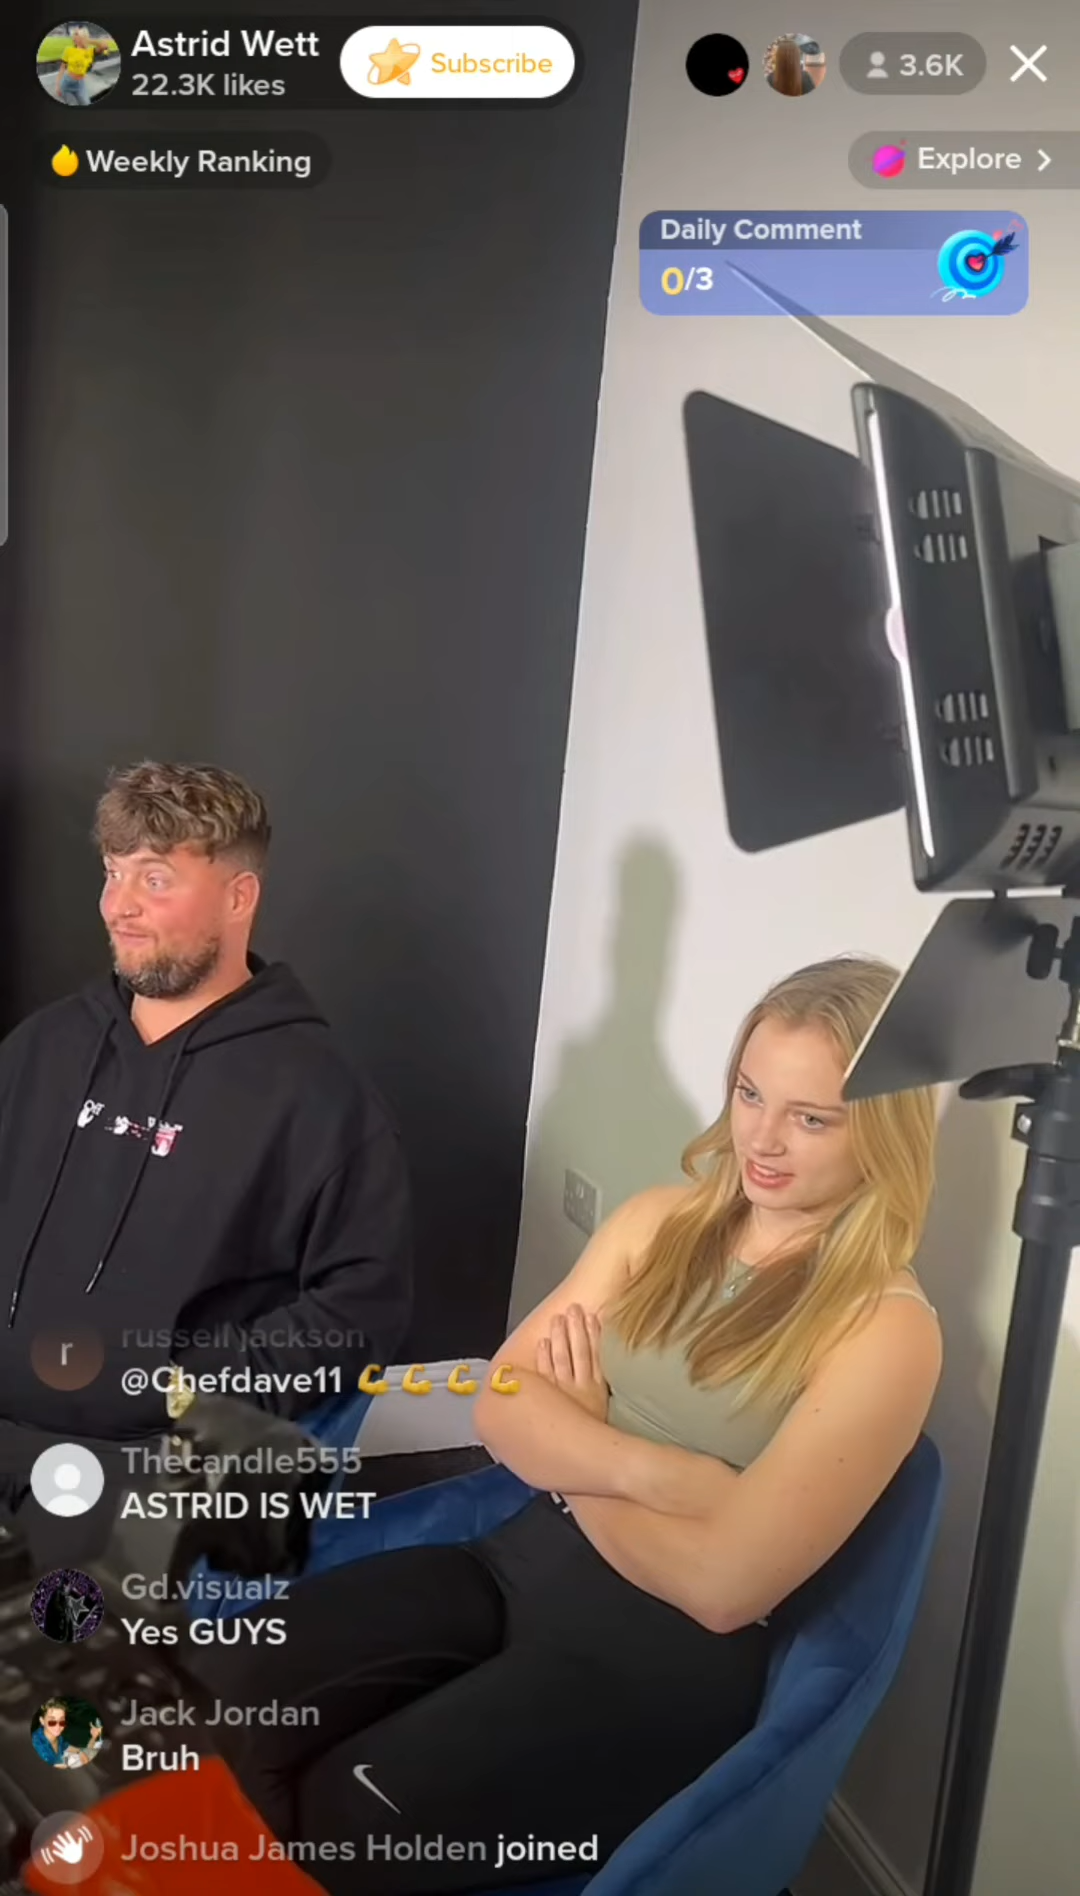 Astrid Wett
22.3K likes
Subscribe
3.6K
Weekly Ranking
Explore
Daily Comment
0/3
russell jackson
r
@Chefdave11 💪💪💪💪
Thecandle555
ASTRID IS WET
Gd.visualz
Yes GUYS
Jack Jordan
Bruh
Joshua James Holden joined